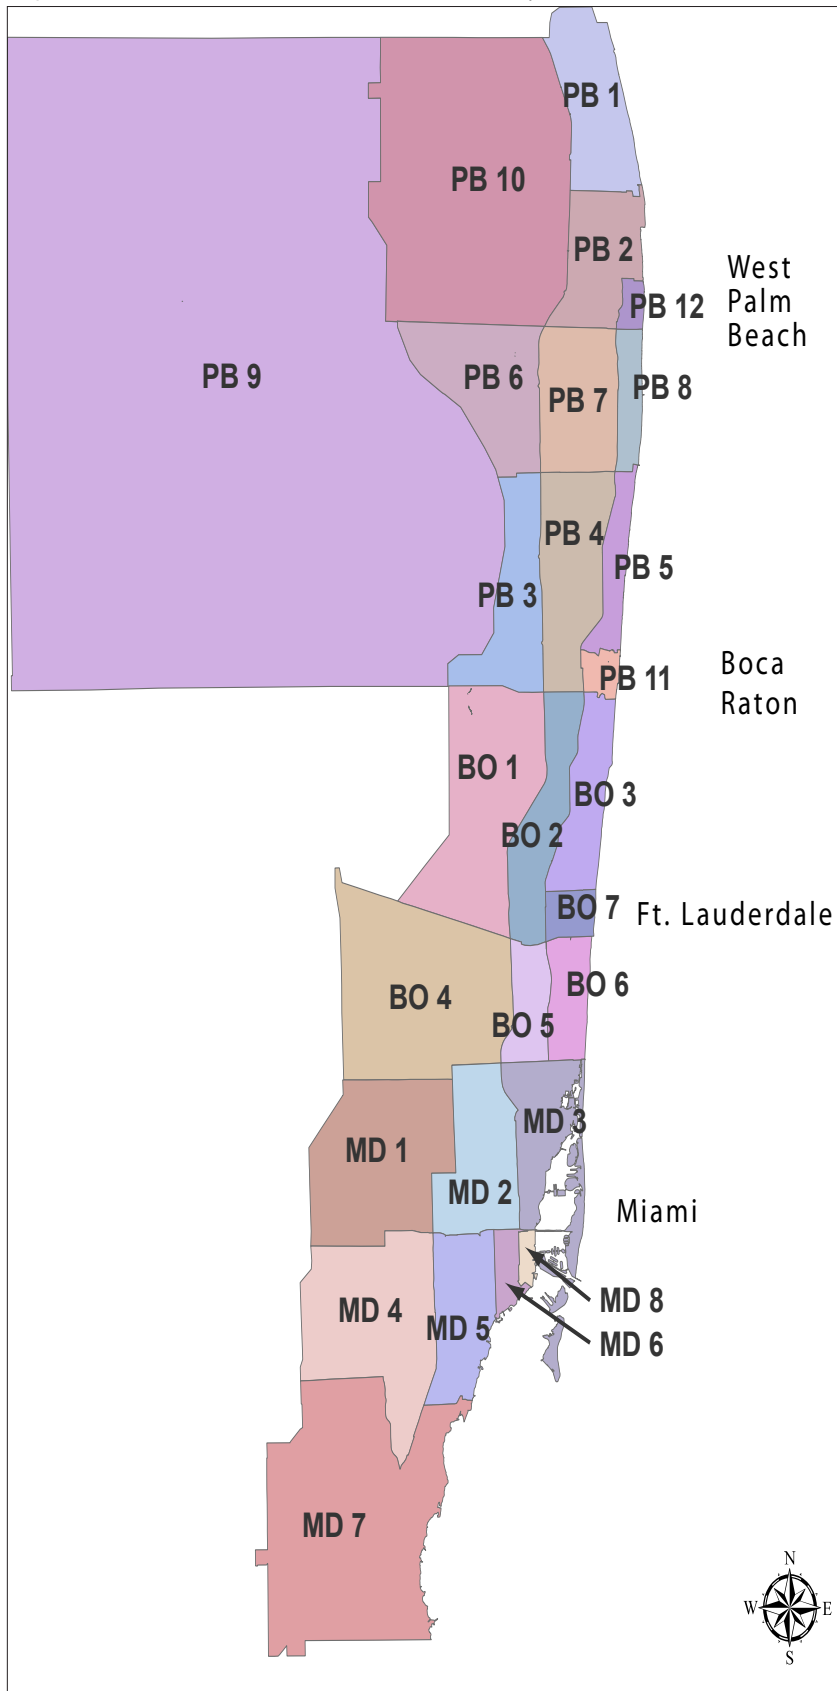 PB 1
PB 10
PB 2
West
Palm
Beach
PB 12
PB 9
PB 6
PB 7
PB 8
PB 4
PB 5
PB 3
Boca
Raton
PB 11
BO 1
BO 3
BO 2
BO 7
Ft. Lauderdale
BO 4
BO 6
BO 5
MD 3
MD 1
MD 2
Miami
MD 8
MD 4
MD 5
MD 6
MD 7
N
W
E
S